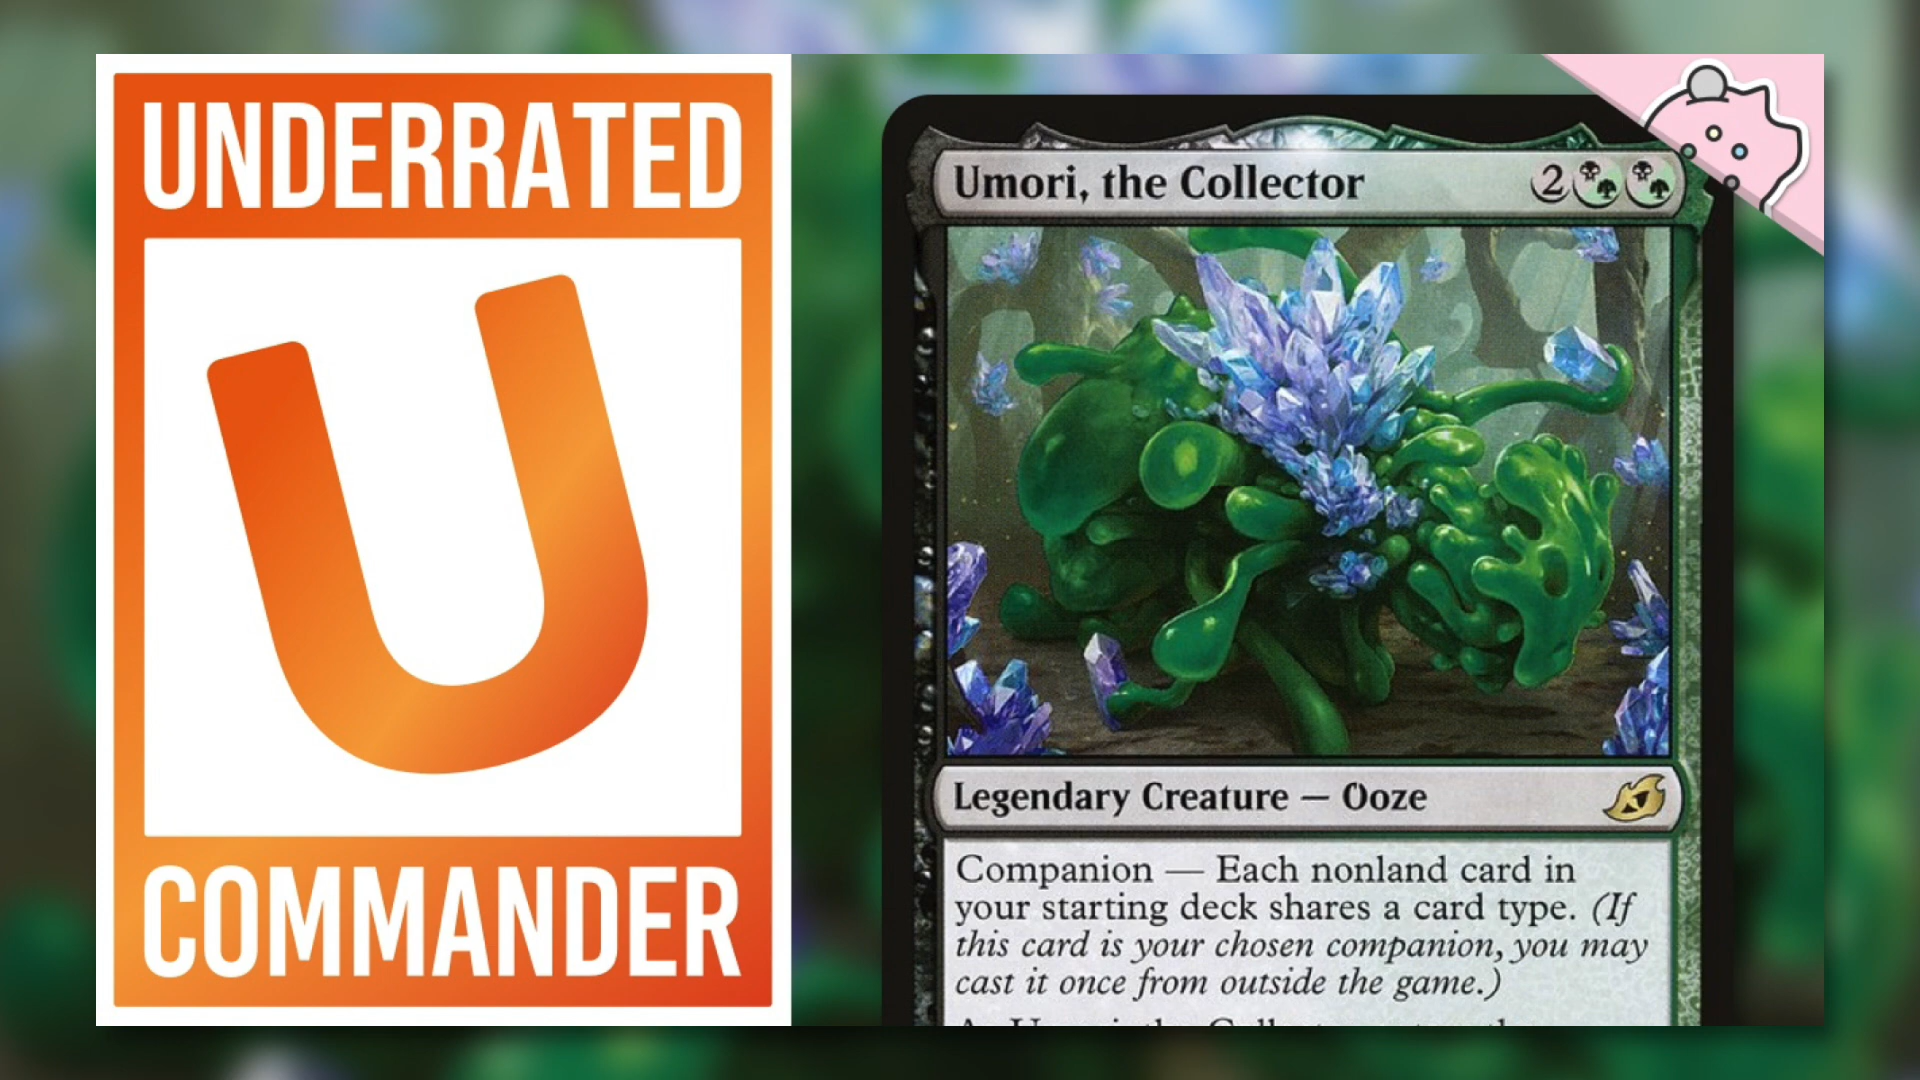 UNDERRATED
U
COMMANDER
Umori, the Collector
2
Legendary Creature — Ooze
Companion — Each nonland card in
your starting deck shares a card type. (If
this card is your chosen companion, you may
cast it once from outside the game.)